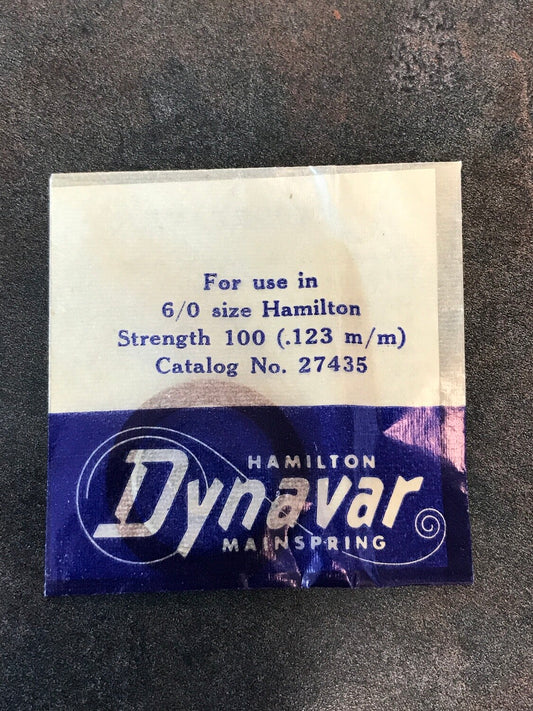 For use in
6/0 size Hamilton
Strength 100 (.123 m/m)
Catalog No. 27435
HAMILTON
Dynavar
MAINSPRING